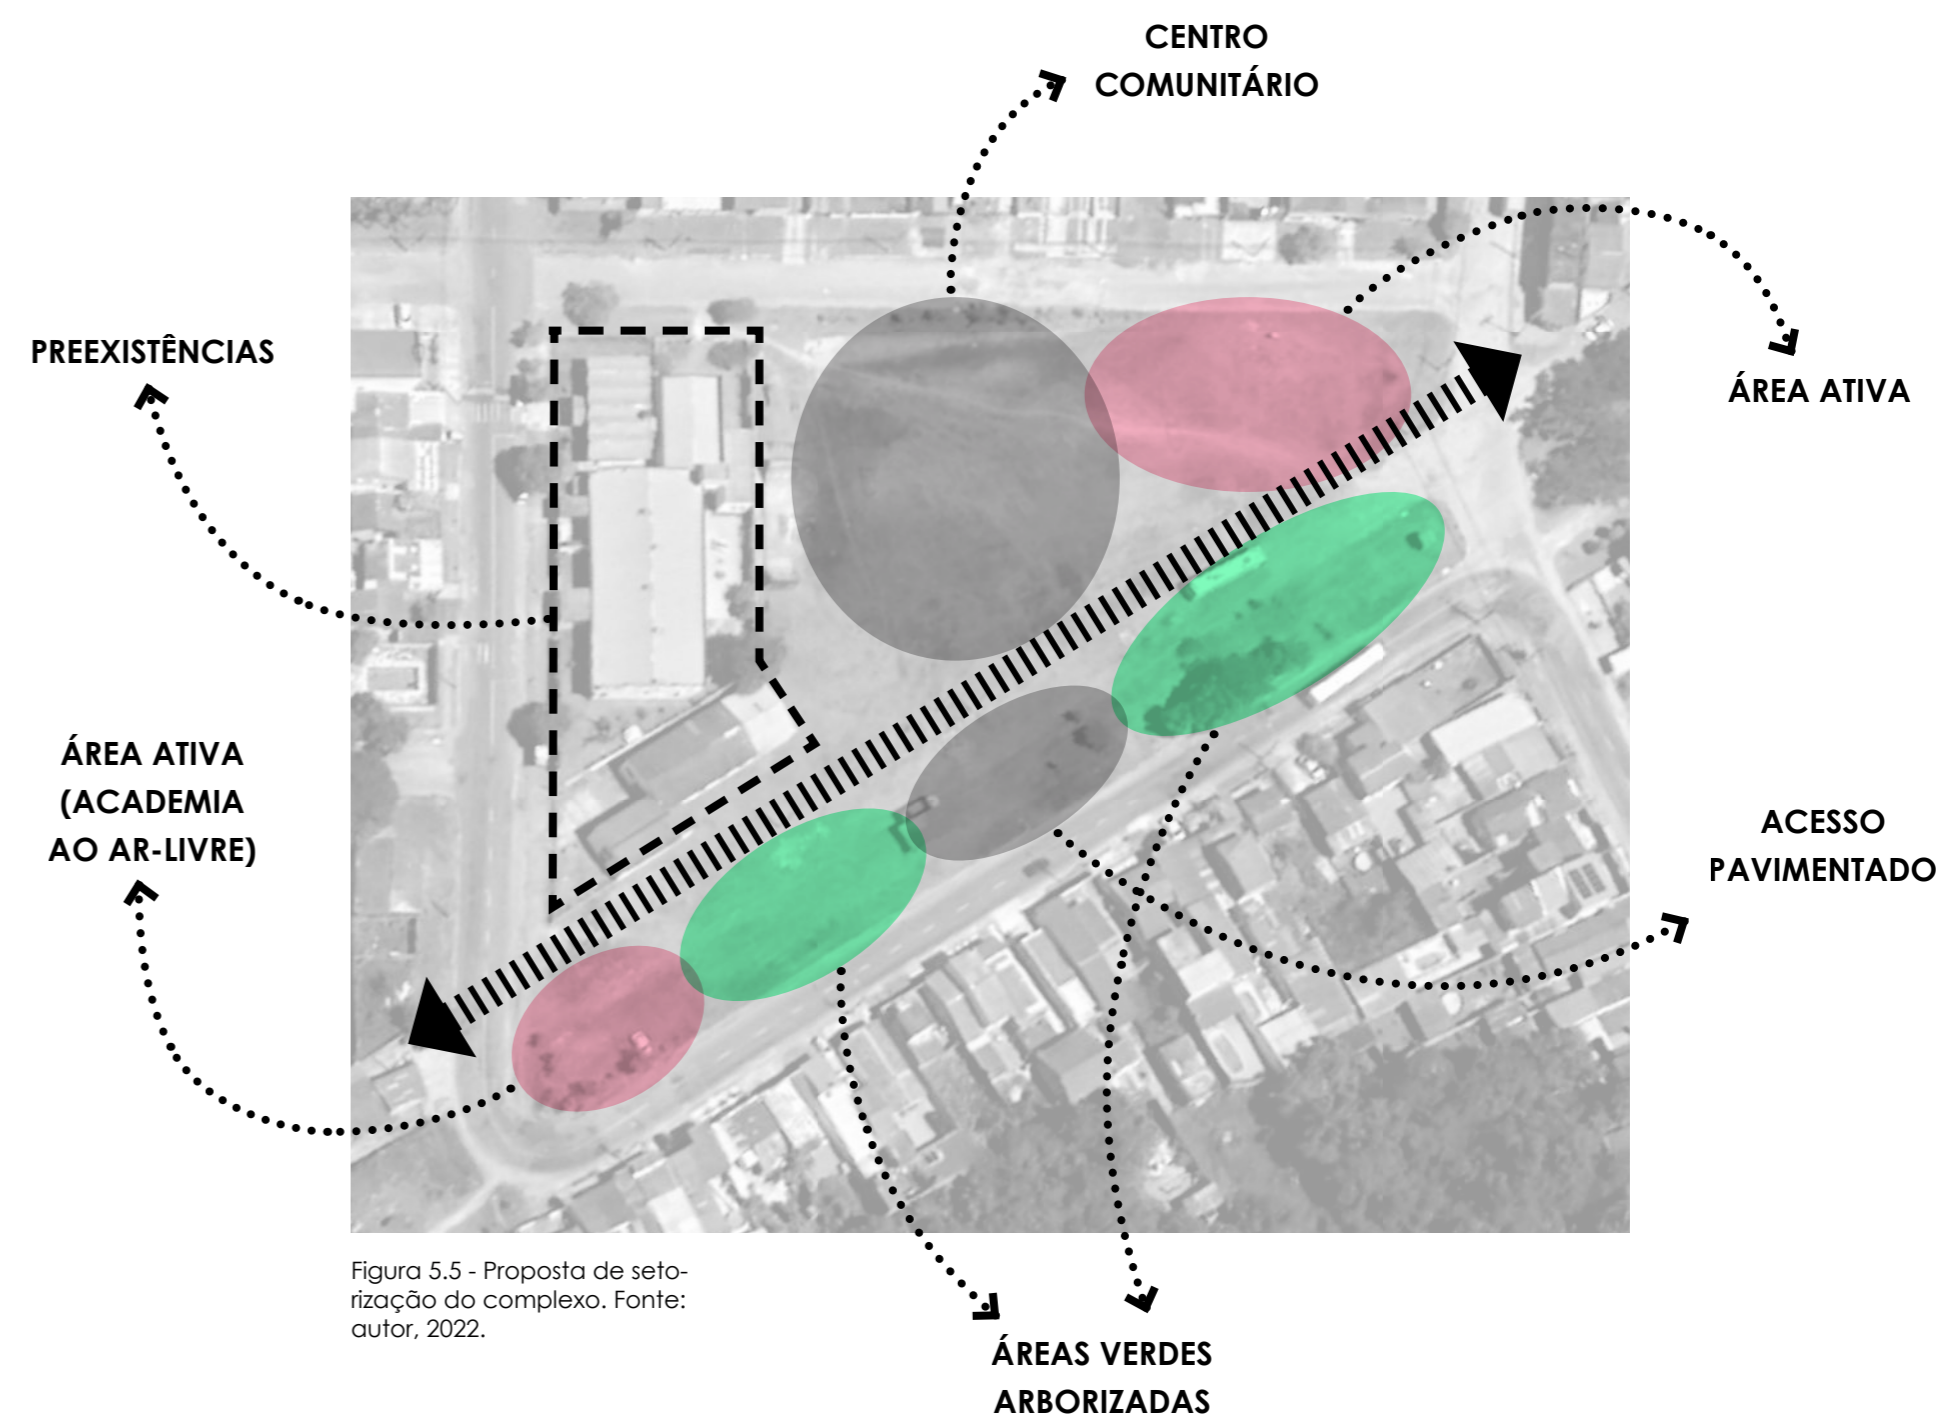 CENTRO
COMUNITÁRIO
PREEXISTÊNCIAS
ÁREA ATIVA
ÁREA ATIVA
(ACADEMIA
AO AR-LIVRE)
ACESSO
PAVIMENTADO
Figura 5.5 - Proposta de seto-
rização do complexo. Fonte:
autor, 2022.
ÁREAS VERDES
ARBORIZADAS